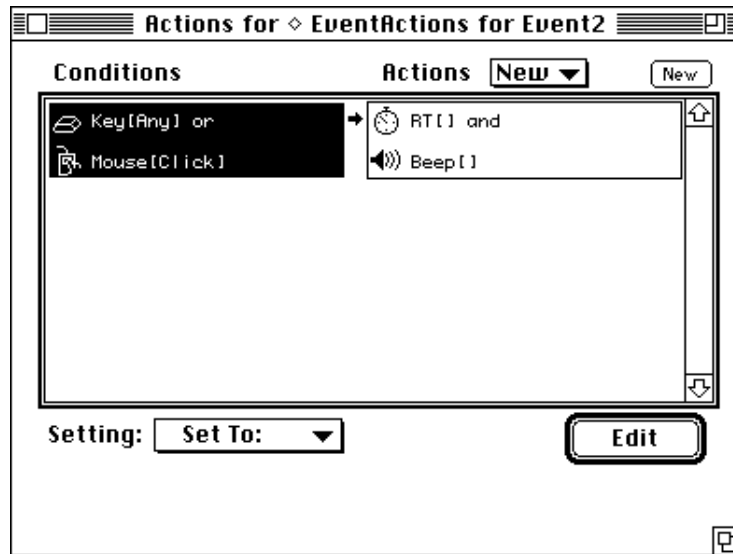 Actions for ◇ EventActions for Event2
Conditions Actions New New
Key[Any] or RT[] and
Mouse[Click] Beep[]
Setting: Set To: Edit